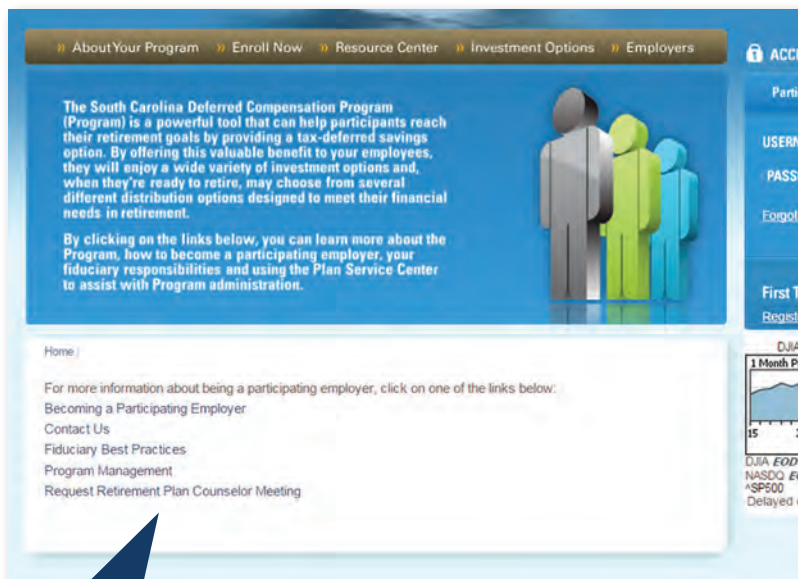 » About Your Program » Enroll Now » Resource Center » Investment Options » Employers
The South Carolina Deferred Compensation Program
(Program) is a powerful tool that can help participants reach
their retirement goals by providing a tax-deferred savings
option. By offering this valuable benefit to your employees,
they will enjoy a wide variety of investment options and,
when they're ready to retire, may choose from several
different distribution options designed to meet their financial
needs in retirement.
By clicking on the links below, you can learn more about the
Program, how to become a participating employer, your
fiduciary responsibilities and using the Plan Service Center
to assist with Program administration.
Home |
For more information about being a participating employer, click on one of the links below:
Becoming a Participating Employer
Contact Us
Fiduciary Best Practices
Program Management
Request Retirement Plan Counselor Meeting
First
DJIA
1 Month
15
DJIA EOD
NASDQ
^SP500
Delayed